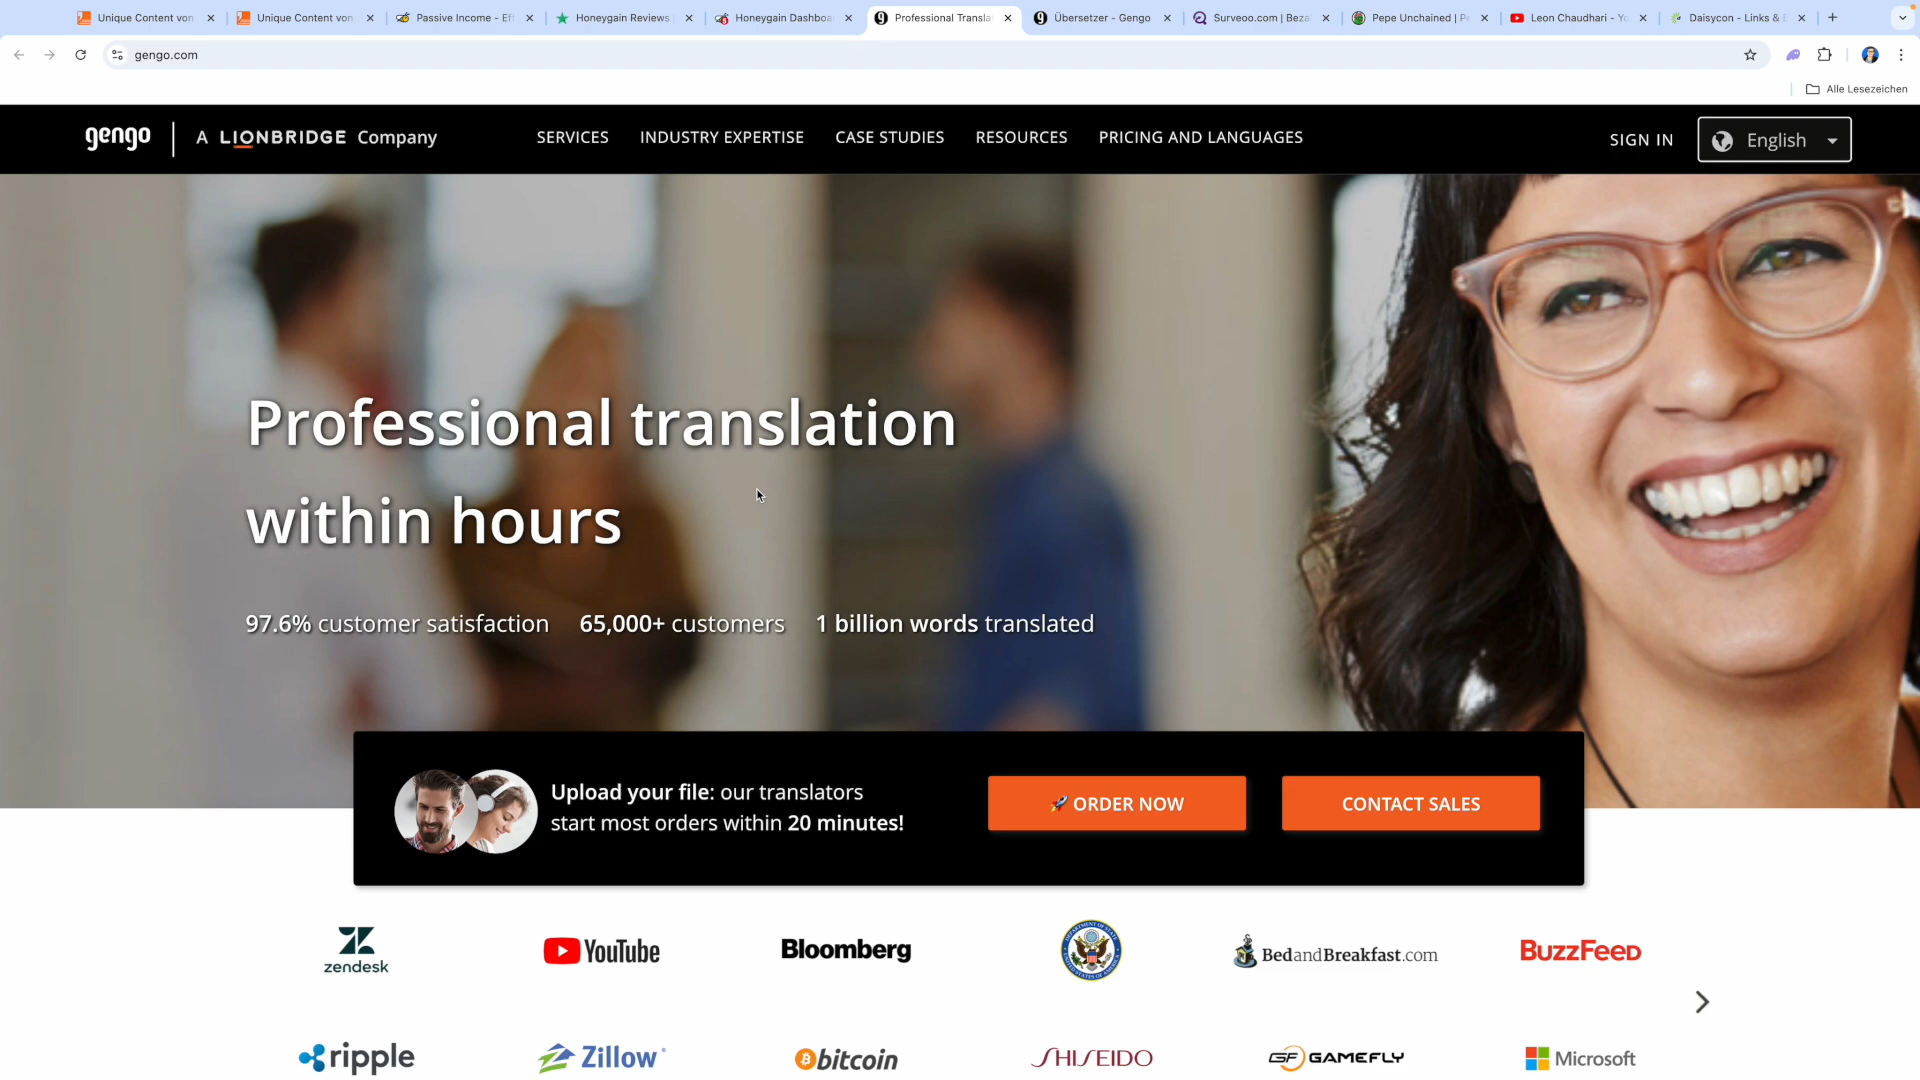 Unique Content von
Unique Content von
Passive Income - Eff
Honeygain Reviews
Honeygain Dashboa
Professional Transla
Übersetzer - Gengo
Surveoo.com | Beza
Pepe Unchained | P
Leon Chaudhari - Yo
Daisycon - Links &
gengo.com
Alle Lesezeichen
gengo
A LIONBRIDGE Company
SERVICES
INDUSTRY EXPERTISE
CASE STUDIES
RESOURCES
PRICING AND LANGUAGES
SIGN IN
English
Professional translation
within hours
97.6% customer satisfaction
65,000+ customers
1 billion words translated
Upload your file: our translators
start most orders within 20 minutes!
🚀 ORDER NOW
CONTACT SALES
zendesk
YouTube
Bloomberg
BedandBreakfast.com
BuzzFeed
ripple
Zillow
bitcoin
SHISEIDO
GF GAMEFLY
Microsoft